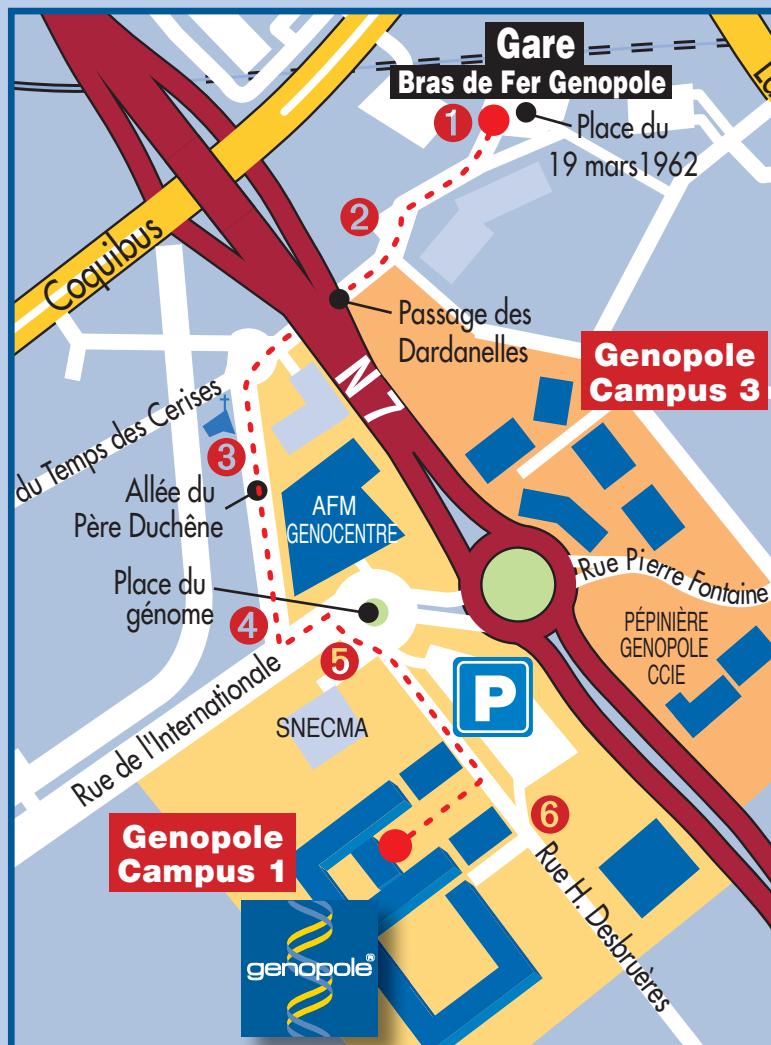 Gare
Bras de Fer Genopole
1
Place du
19 mars1962
2
Coquibus
Passage des
Dardanelles
N 7
Genopole
Campus 3
du Temps des Cerises
3
Allée du
Père Duchêne
AFM
GENOCENTRE
Place du
génome
Rue Pierre Fontaine
4
5
PÉPINIÈRE
GENOPOLE
CCIE
P
Rue de l'Internationale
SNECMA
6
Genopole
Campus 1
Rue H. Desbruères
genopole®